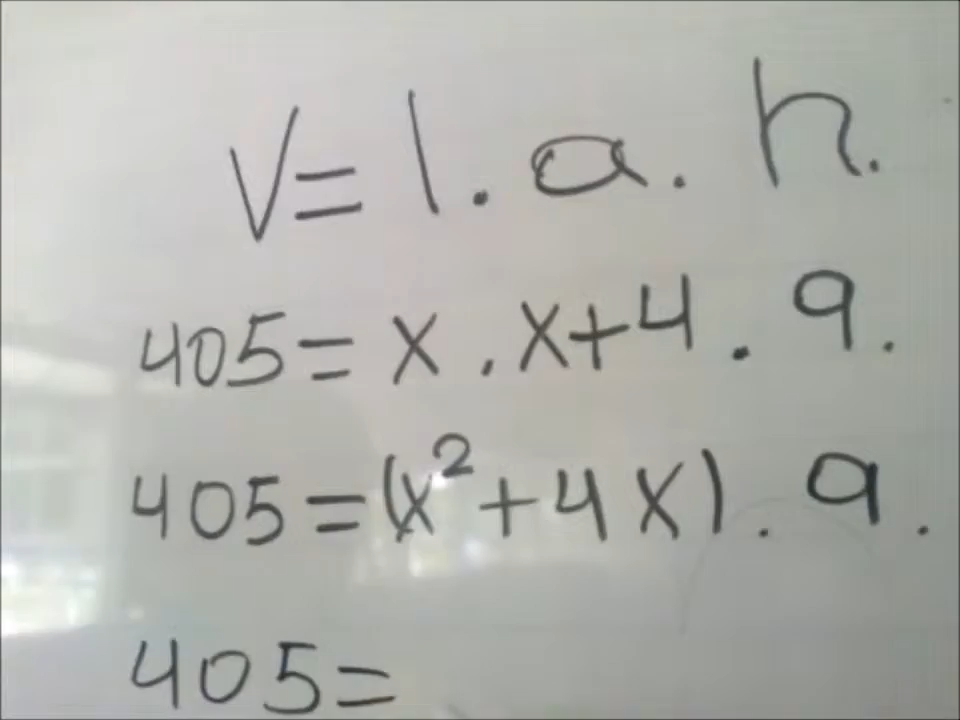 V = l . a . h .
405 = x . x + 4 . 9 .
405 = (x² + 4x) . 9 .
405 =